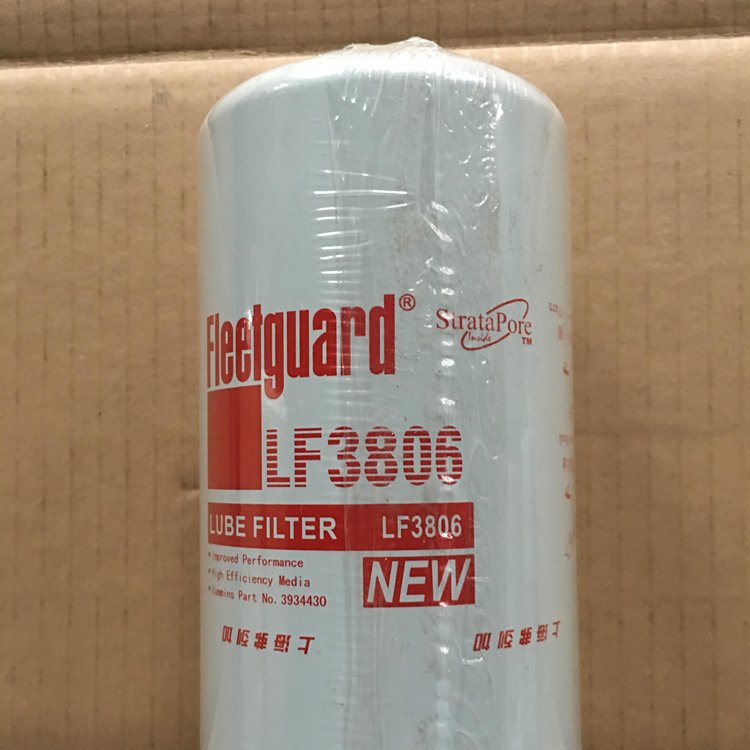 Fleetguard®
StrataPore
Inside
TM
LF3806
LUBE FILTER LF3806
* Improved Performance
* High Efficiency Media
* Cummins Part No. 3934430
NEW